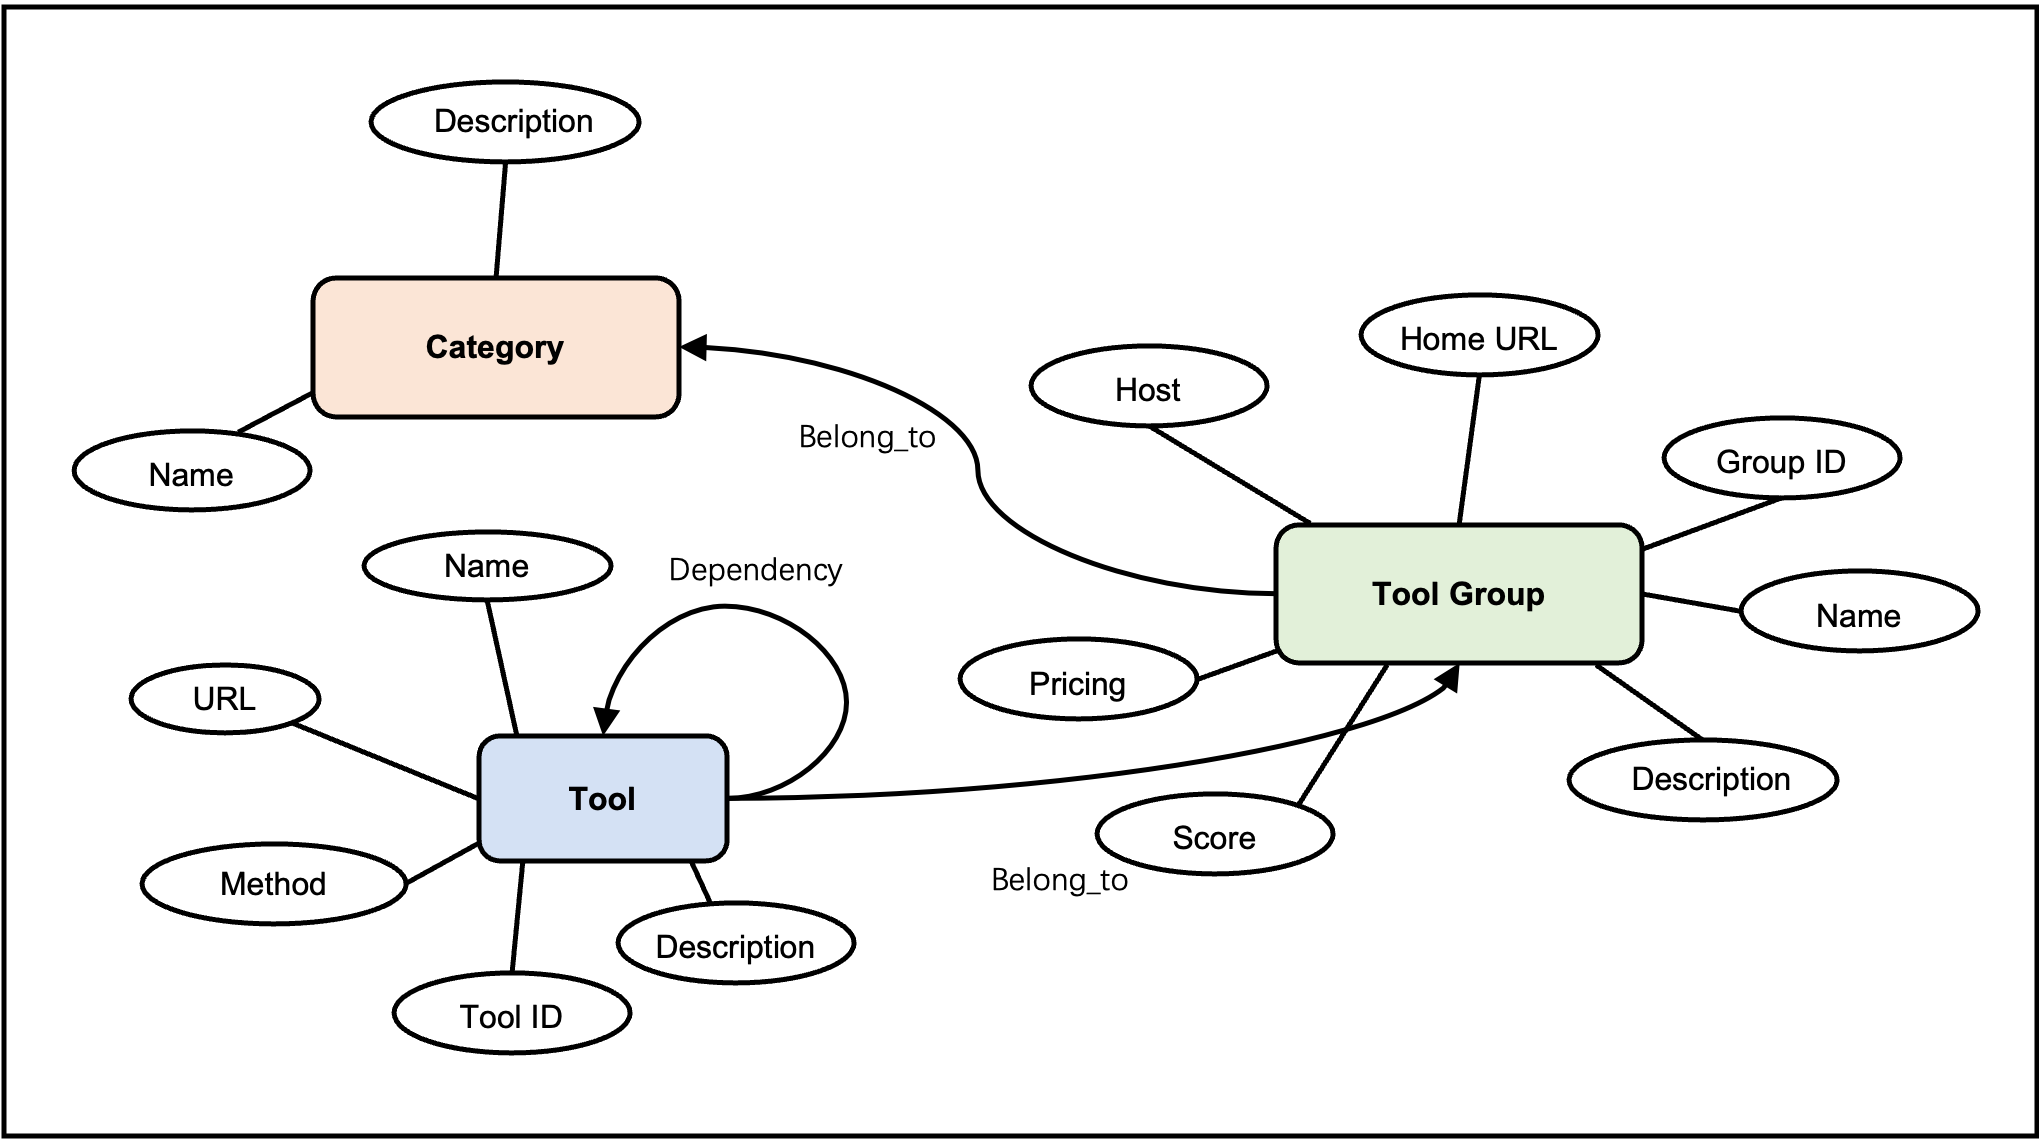 Description
Category
Name
Belong_to
Host
Home URL
Group ID
Tool Group
Name
Pricing
Score
Description
Name
Dependency
URL
Tool
Method
Tool ID
Description
Belong_to